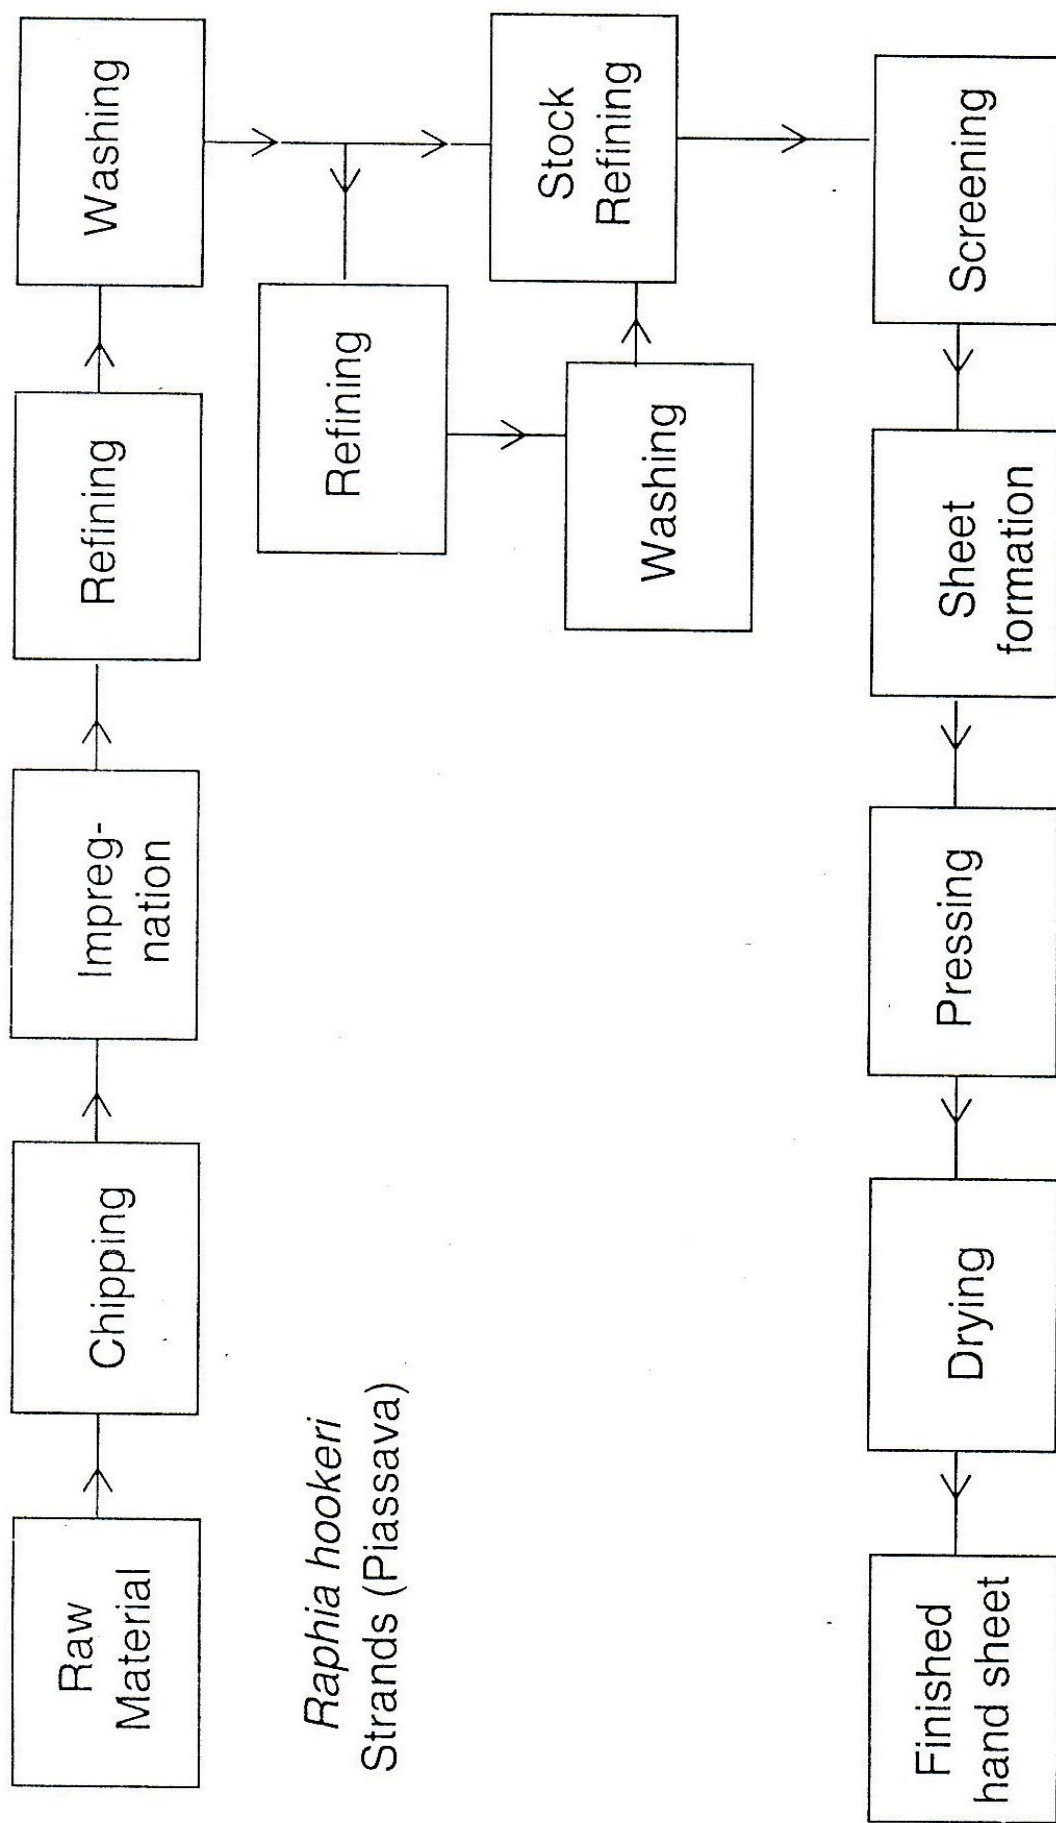 Raw
Material
Chipping
Impreg-
nation
Refining
Washing
Refining
Washing
Stock
Refining
Screening
Sheet
formation
Pressing
Drying
Finished
hand sheet
Raphia hookeri
Strands (Piassava)